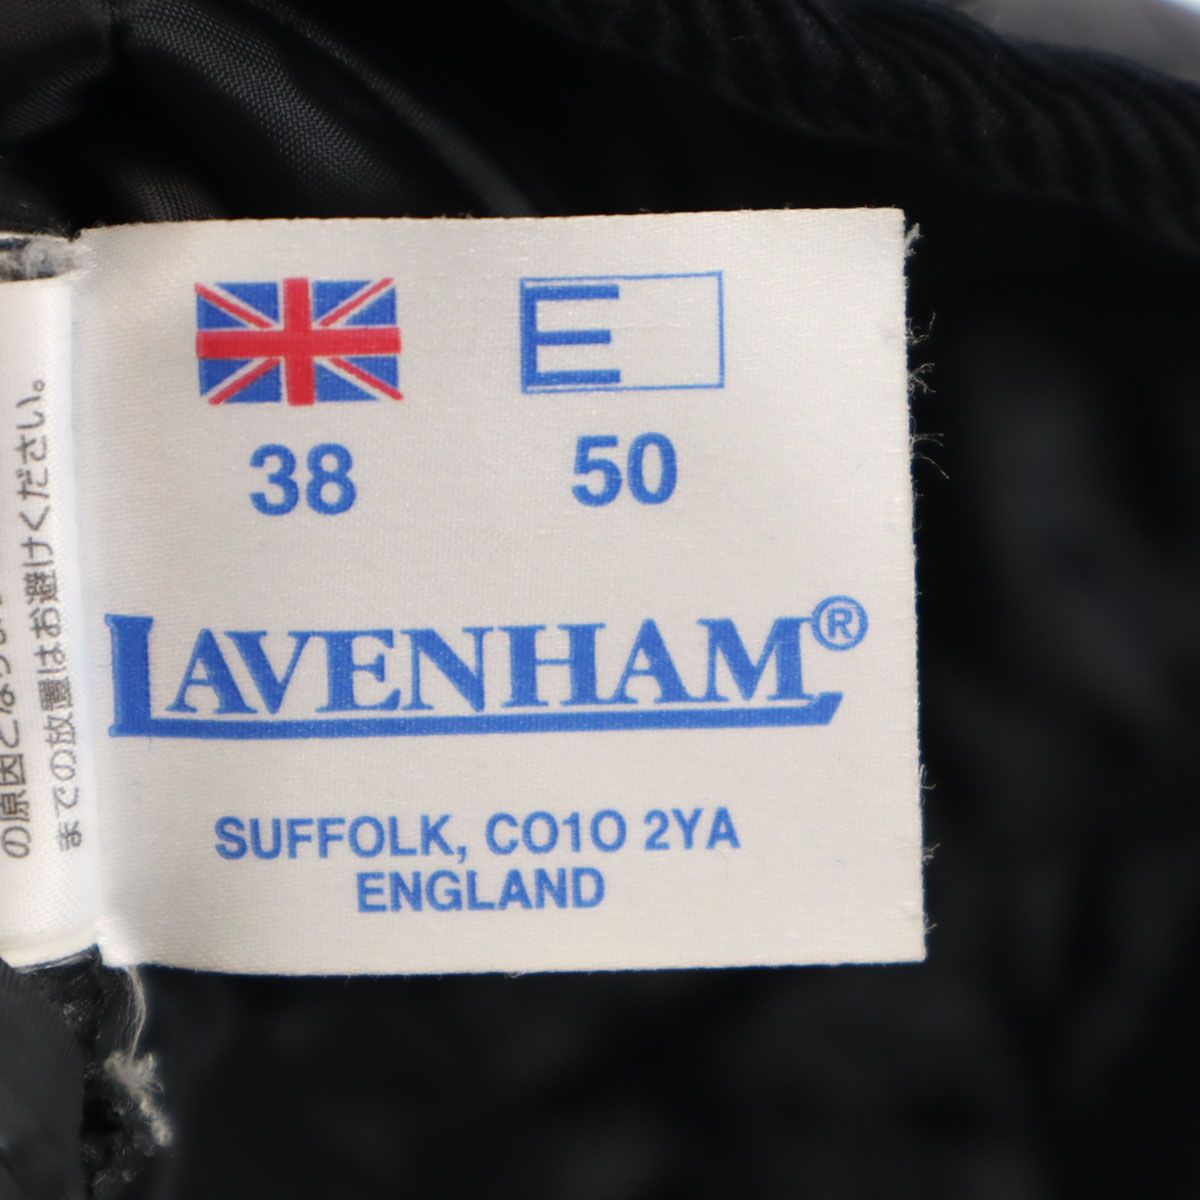 E
38 50
LAVENHAM®
SUFFOLK, CO10 2YA
ENGLAND
までの放置はお避けください。
の原因となりま